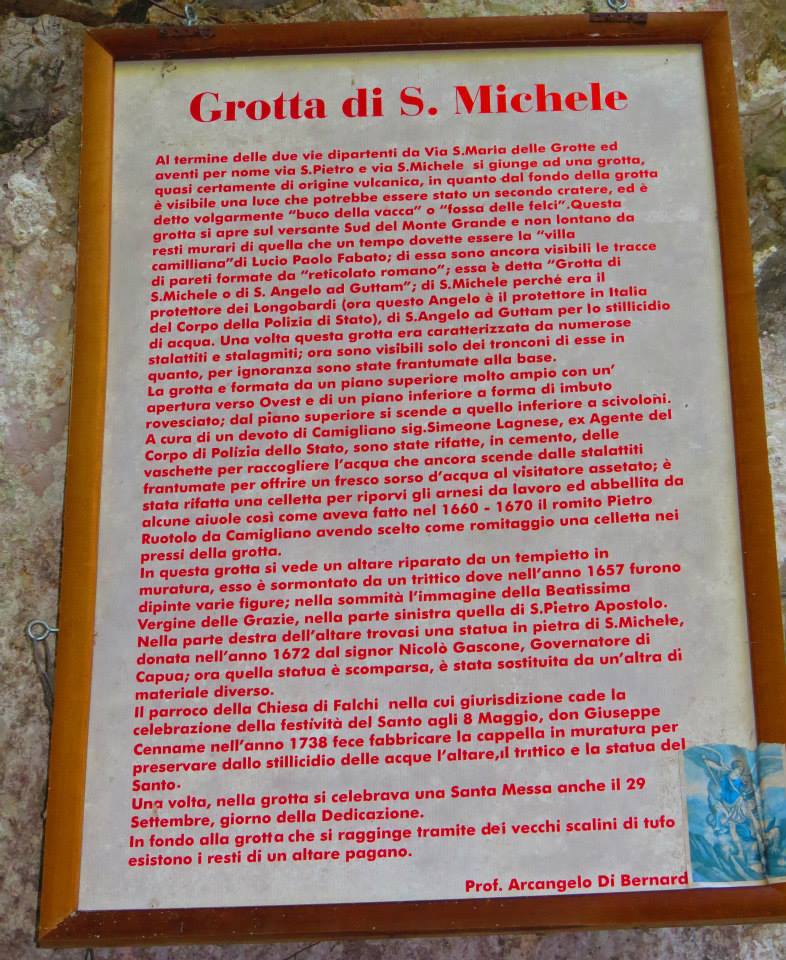 Grotta di S. Michele
Al termine delle due vie dipartenti da Via S.Maria delle Grotte ed
aventi per nome via S.Pietro e via S.Michele si giunge ad una grotta,
quasi certamente di origine vulcanica, in quanto dal fondo della grotta
è visibile una luce che potrebbe essere stato un secondo cratere, ed è
detto volgarmente "buco della vacca" o "fossa delle felci".Questa
grotta si apre sul versante Sud del Monte Grande e non lontano da
resti murari di quella che un tempo dovette essere la "villa
camilliana"di Lucio Paolo Fabato; di essa sono ancora visibili le tracce
di pareti formate da "reticolato romano"; essa è detta "Grotta di
S.Michele o di S. Angelo ad Guttam"; di S.Michele perché era il
protettore dei Longobardi (ora questo Angelo è il protettore in Italia
del Corpo della Polizia di Stato), di S.Angelo ad Guttam per lo stillicidio
di acqua. Una volta questa grotta era caratterizzata da numerose
stalattiti e stalagmiti; ora sono visibili solo dei tronconi di esse in
quanto, per ignoranza sono state frantumate alla base.
La grotta e formata da un piano superiore molto ampio con un'
apertura verso Ovest e di un piano inferiore a forma di imbuto
rovesciato; dal piano superiore si scende a quello inferiore a scivoloni.
A cura di un devoto di Camigliano sig.Simeone Lagnese, ex Agente del
Corpo di Polizia dello Stato, sono state rifatte, in cemento, delle
vaschette per raccogliere l'acqua che ancora scende dalle stalattiti
frantumate per offrire un fresco sorso d'acqua al visitatore assetato; è
stata rifatta una celletta per riporvi gli arnesi da lavoro ed abbellita da
alcune aiuole così come aveva fatto nel 1660 - 1670 il romito Pietro
Ruotolo da Camigliano avendo scelto come romitaggio una celletta nei
pressi della grotta.
In questa grotta si vede un altare riparato da un tempietto in
muratura, esso è sormontato da un trittico dove nell'anno 1657 furono
dipinte varie figure; nella sommità l'immagine della Beatissima
Vergine delle Grazie, nella parte sinistra quella di S.Pietro Apostolo.
Nella parte destra dell'altare trovasi una statua in pietra di S.Michele,
donata nell'anno 1672 dal signor Nicolò Gascone, Governatore di
Capua; ora quella statua è scomparsa, è stata sostituita da un'altra di
materiale diverso.
Il parroco della Chiesa di Falchi nella cui giurisdizione cade la
celebrazione della festività del Santo agli 8 Maggio, don Giuseppe
Cenname nell'anno 1738 fece fabbricare la cappella in muratura per
preservare dallo stillicidio delle acque l'altare,il trittico e la statua del
Santo.
Una volta, nella grotta si celebrava una Santa Messa anche il 29
Settembre, giorno della Dedicazione.
In fondo alla grotta che si ragginge tramite dei vecchi scalini di tufo
esistono i resti di un altare pagano.
Prof. Arcangelo Di Bernard